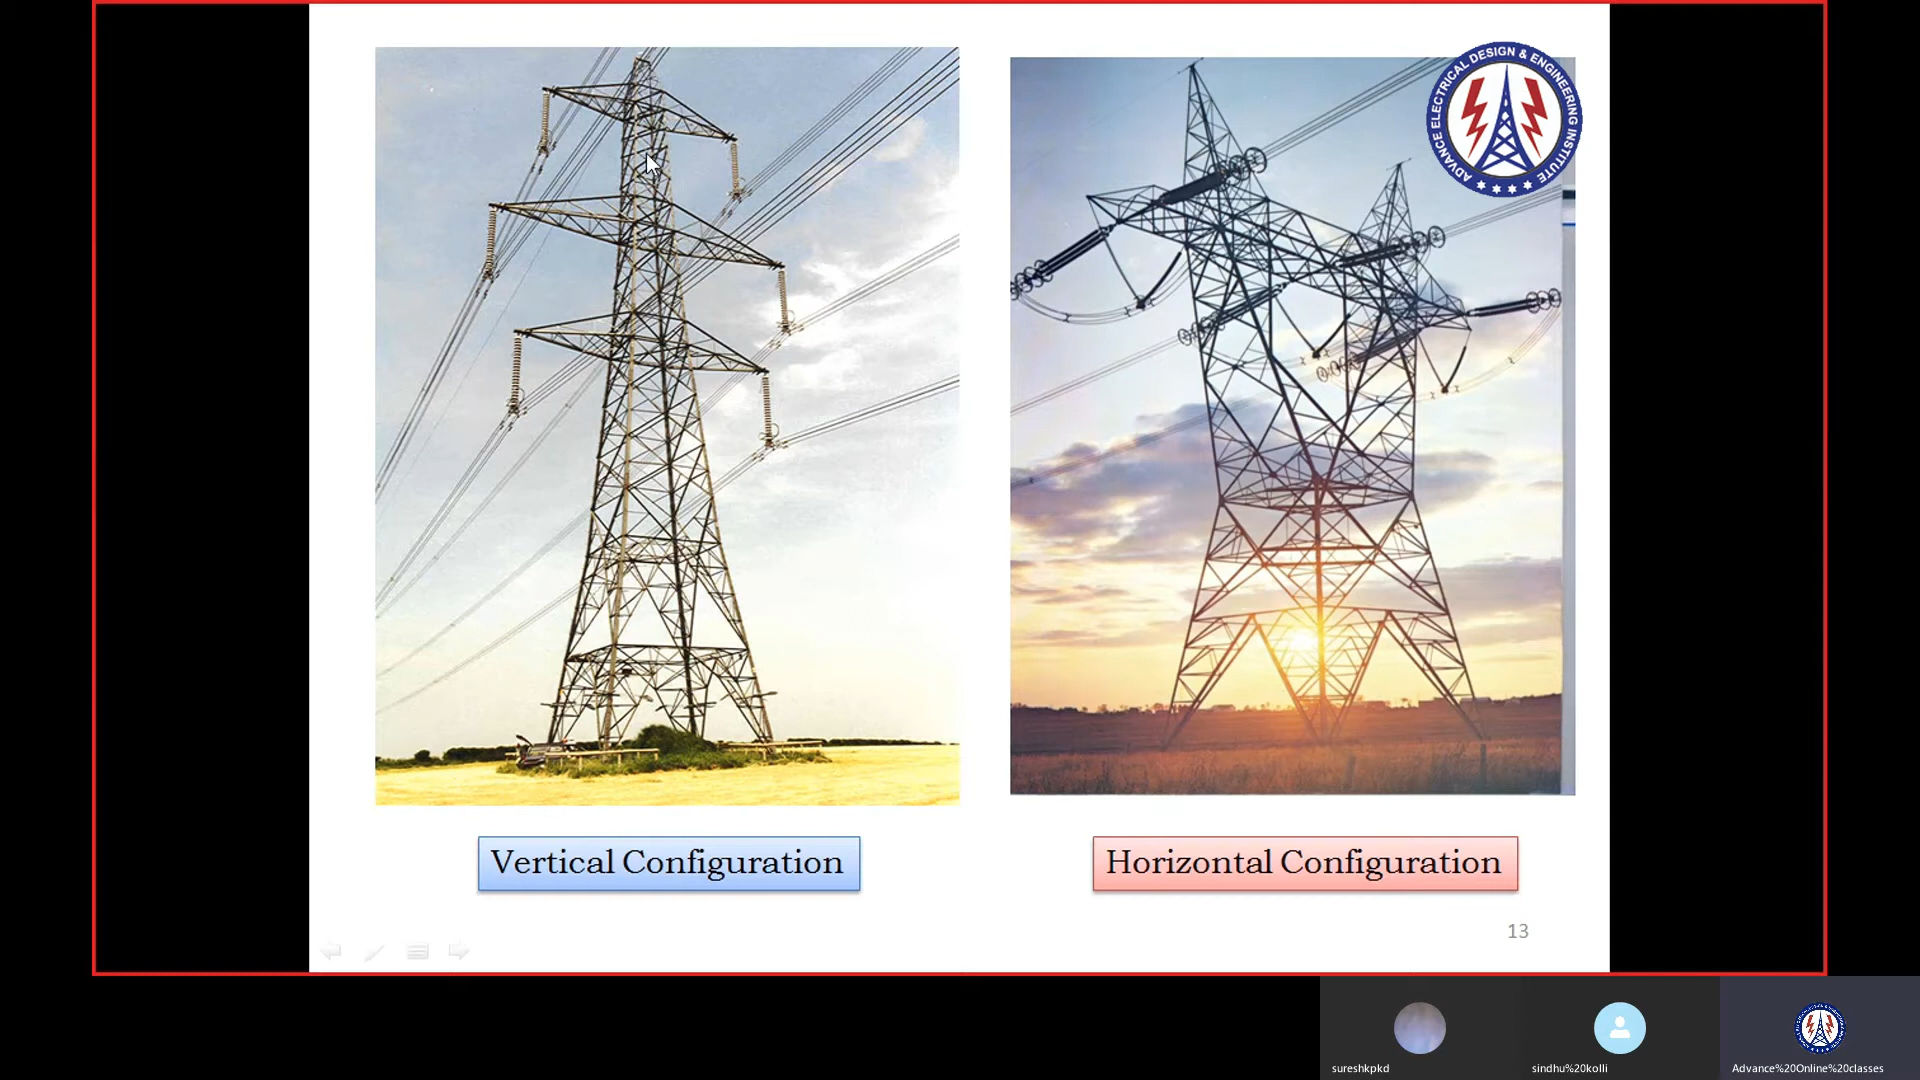 ADVANCE ELECTRICAL DESIGN & ENGINEERING INSTITUTE
Vertical Configuration
Horizontal Configuration
13
sureshkpkd
sindhu%20kolli
Advance%20Online%20classes